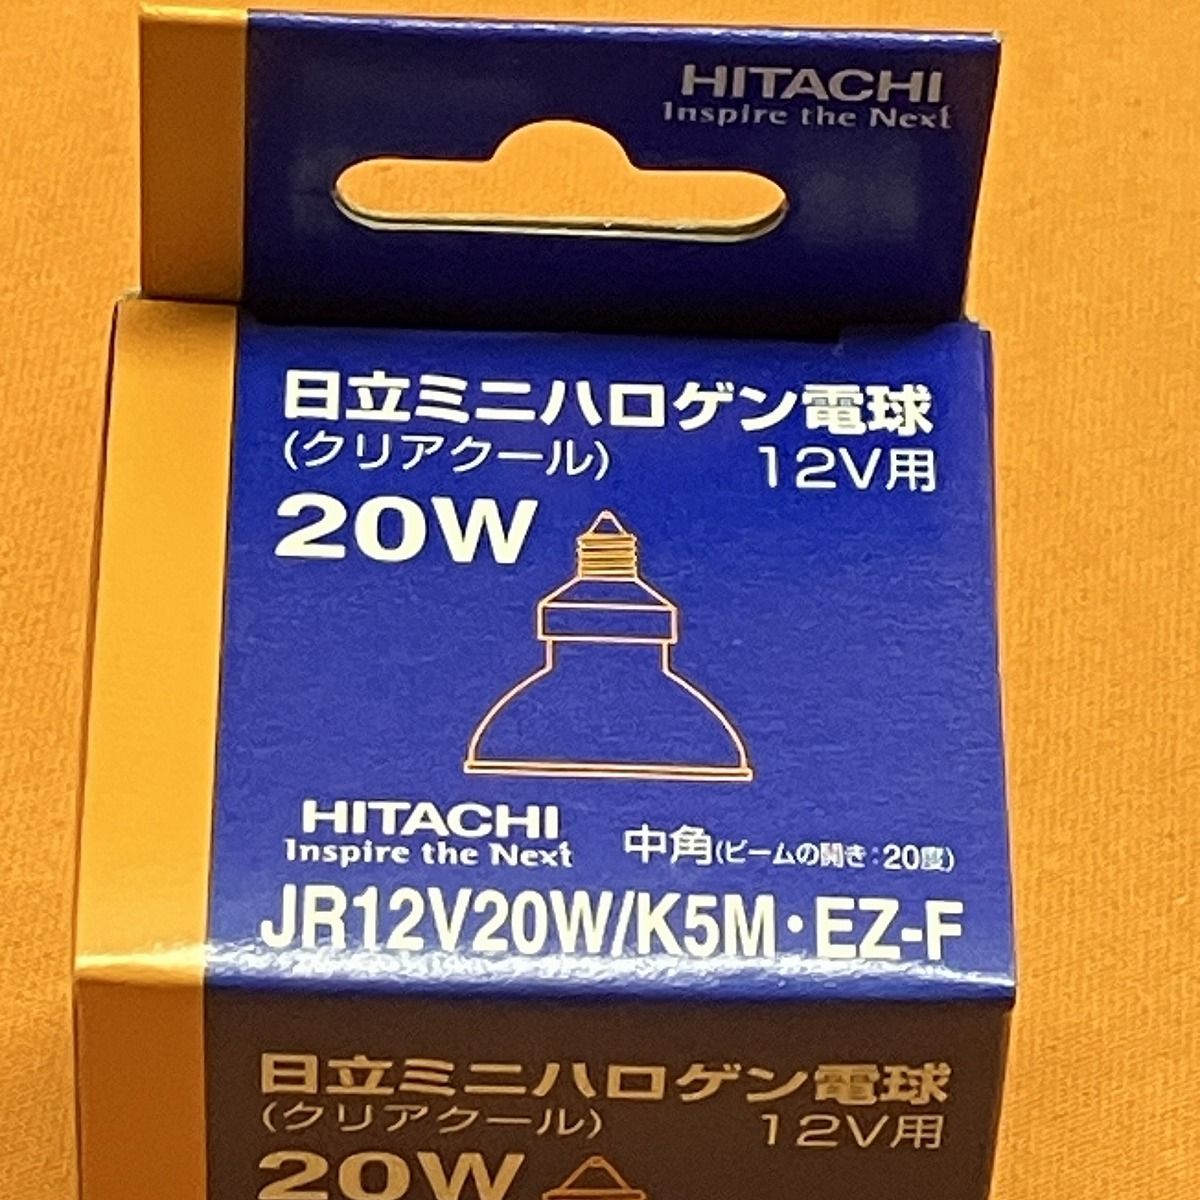 HITACHI
Inspire the Next
日立ミニハロゲン電球
(クリアクール) 12V用
20W
HITACHI
Inspire the Next
中角(ビームの開き:20度)
JR12V20W/K5M・EZ-F
日立ミニハロゲン電球
(クリアクール) 12V用
20W